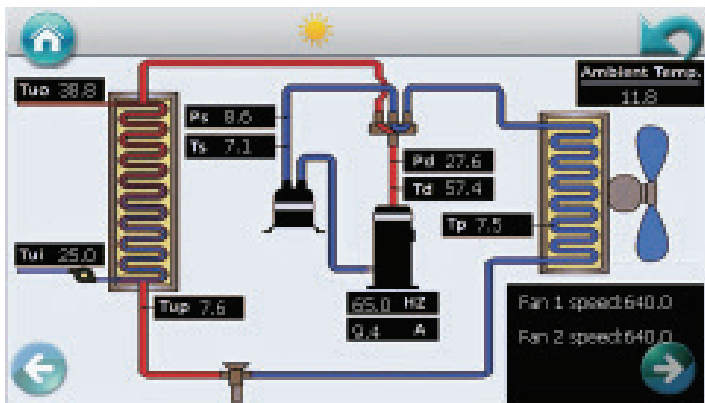 Ambient Temp.
11.8
Tuo 38.8
Ps 8.6
Ts 7.1
Pd 27.6
Td 57.4
Tp 7.5
Tui 25.0
Tup 7.6
65.0 HZ
9.4 A
Fan 1 speed:640.0
Fan 2 speed:640.0